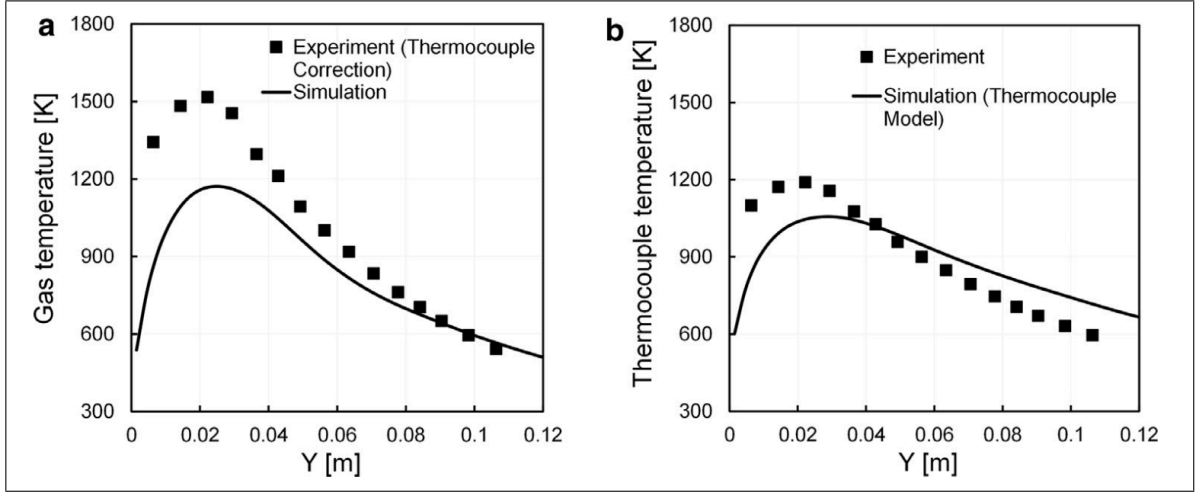 a
Gas temperature [K]
1800
1500
1200
900
600
300
Experiment (Thermocouple
Correction)
Simulation
0 0.02 0.04 0.06 0.08 0.1 0.12
Y [m]
b
Thermocouple temperature [K]
1800
1500
1200
900
600
300
Experiment
Simulation (Thermocouple
Model)
0 0.02 0.04 0.06 0.08 0.1 0.12
Y [m]